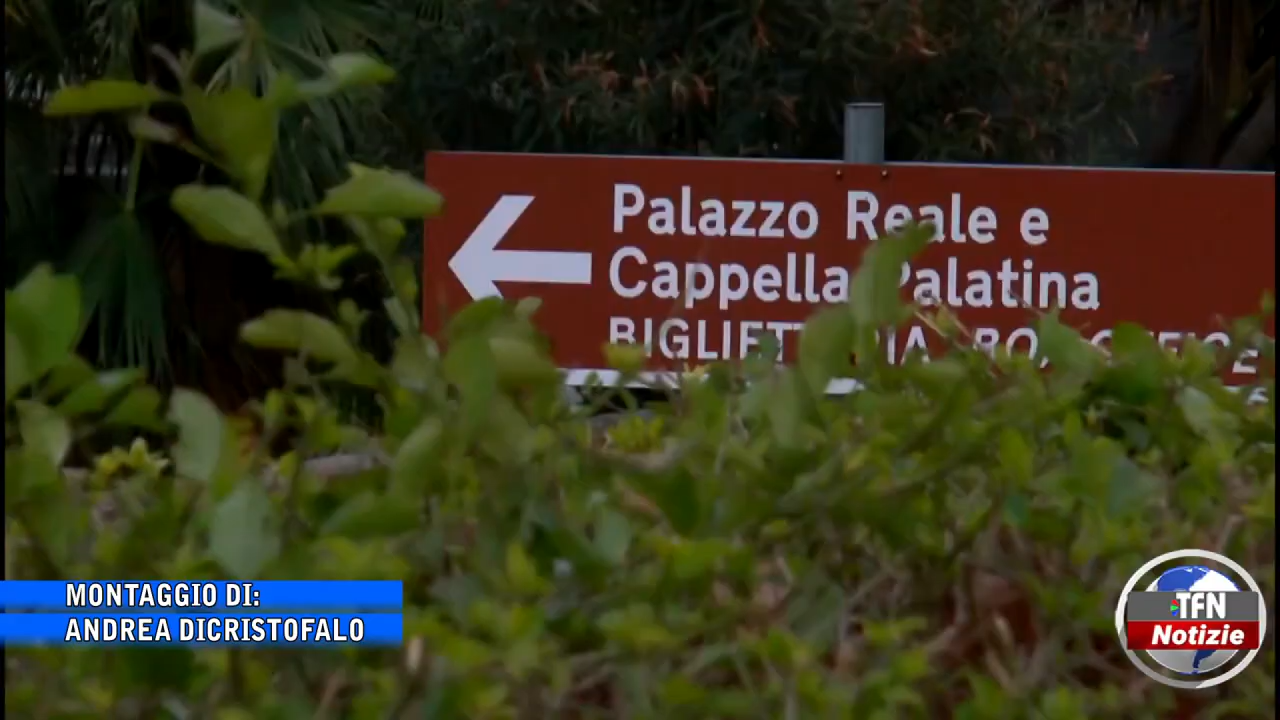 Palazzo Reale e
Cappella Palatina
MONTAGGIO DI:
ANDREA DICRISTOFALO
TFN
Notizie